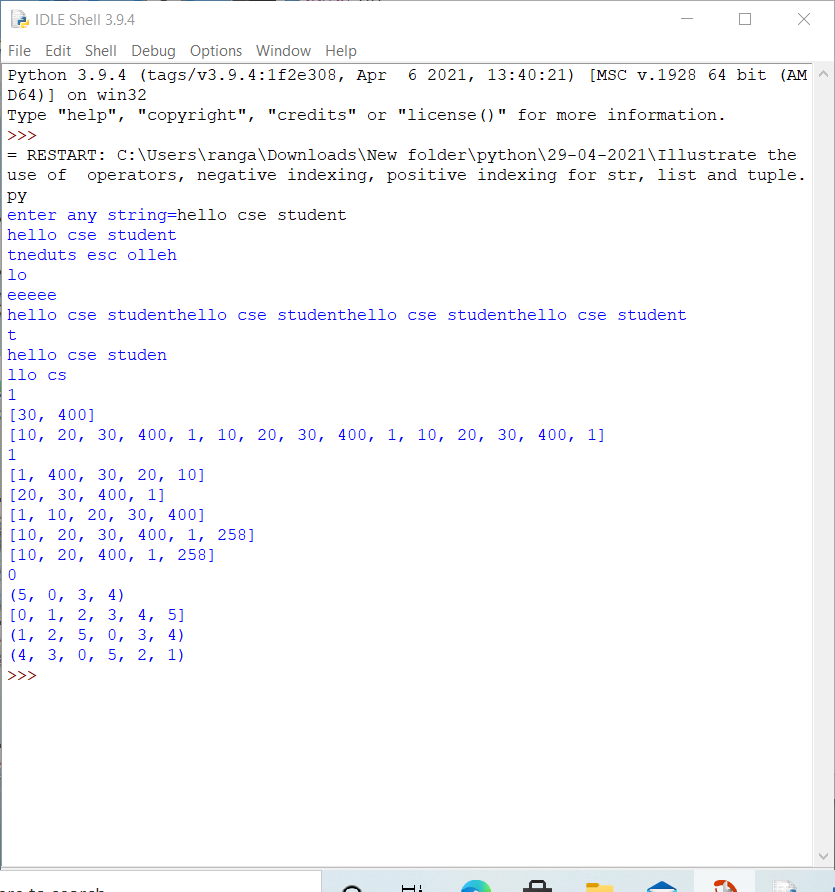 IDLE Shell 3.9.4
File Edit Shell Debug Options Window Help
Python 3.9.4 (tags/v3.9.4:1f2e308, Apr  6 2021, 13:40:21) [MSC v.1928 64 bit (AM
D64)] on win32
Type "help", "copyright", "credits" or "license()" for more information.
>>>
= RESTART: C:\Users\ranga\Downloads\New folder\python\29-04-2021\Illustrate the
use of  operators, negative indexing, positive indexing for str, list and tuple.
py
enter any string=hello cse student
hello cse student
tneduts esc olleh
lo
eeeee
hello cse studenthello cse studenthello cse studenthello cse student
t
hello cse studen
llo cs
1
[30, 400]
[10, 20, 30, 400, 1, 10, 20, 30, 400, 1, 10, 20, 30, 400, 1]
1
[1, 400, 30, 20, 10]
[20, 30, 400, 1]
[1, 10, 20, 30, 400]
[10, 20, 30, 400, 1, 258]
[10, 20, 400, 1, 258]
0
(5, 0, 3, 4)
[0, 1, 2, 3, 4, 5]
(1, 2, 5, 0, 3, 4)
(4, 3, 0, 5, 2, 1)
>>>
to search